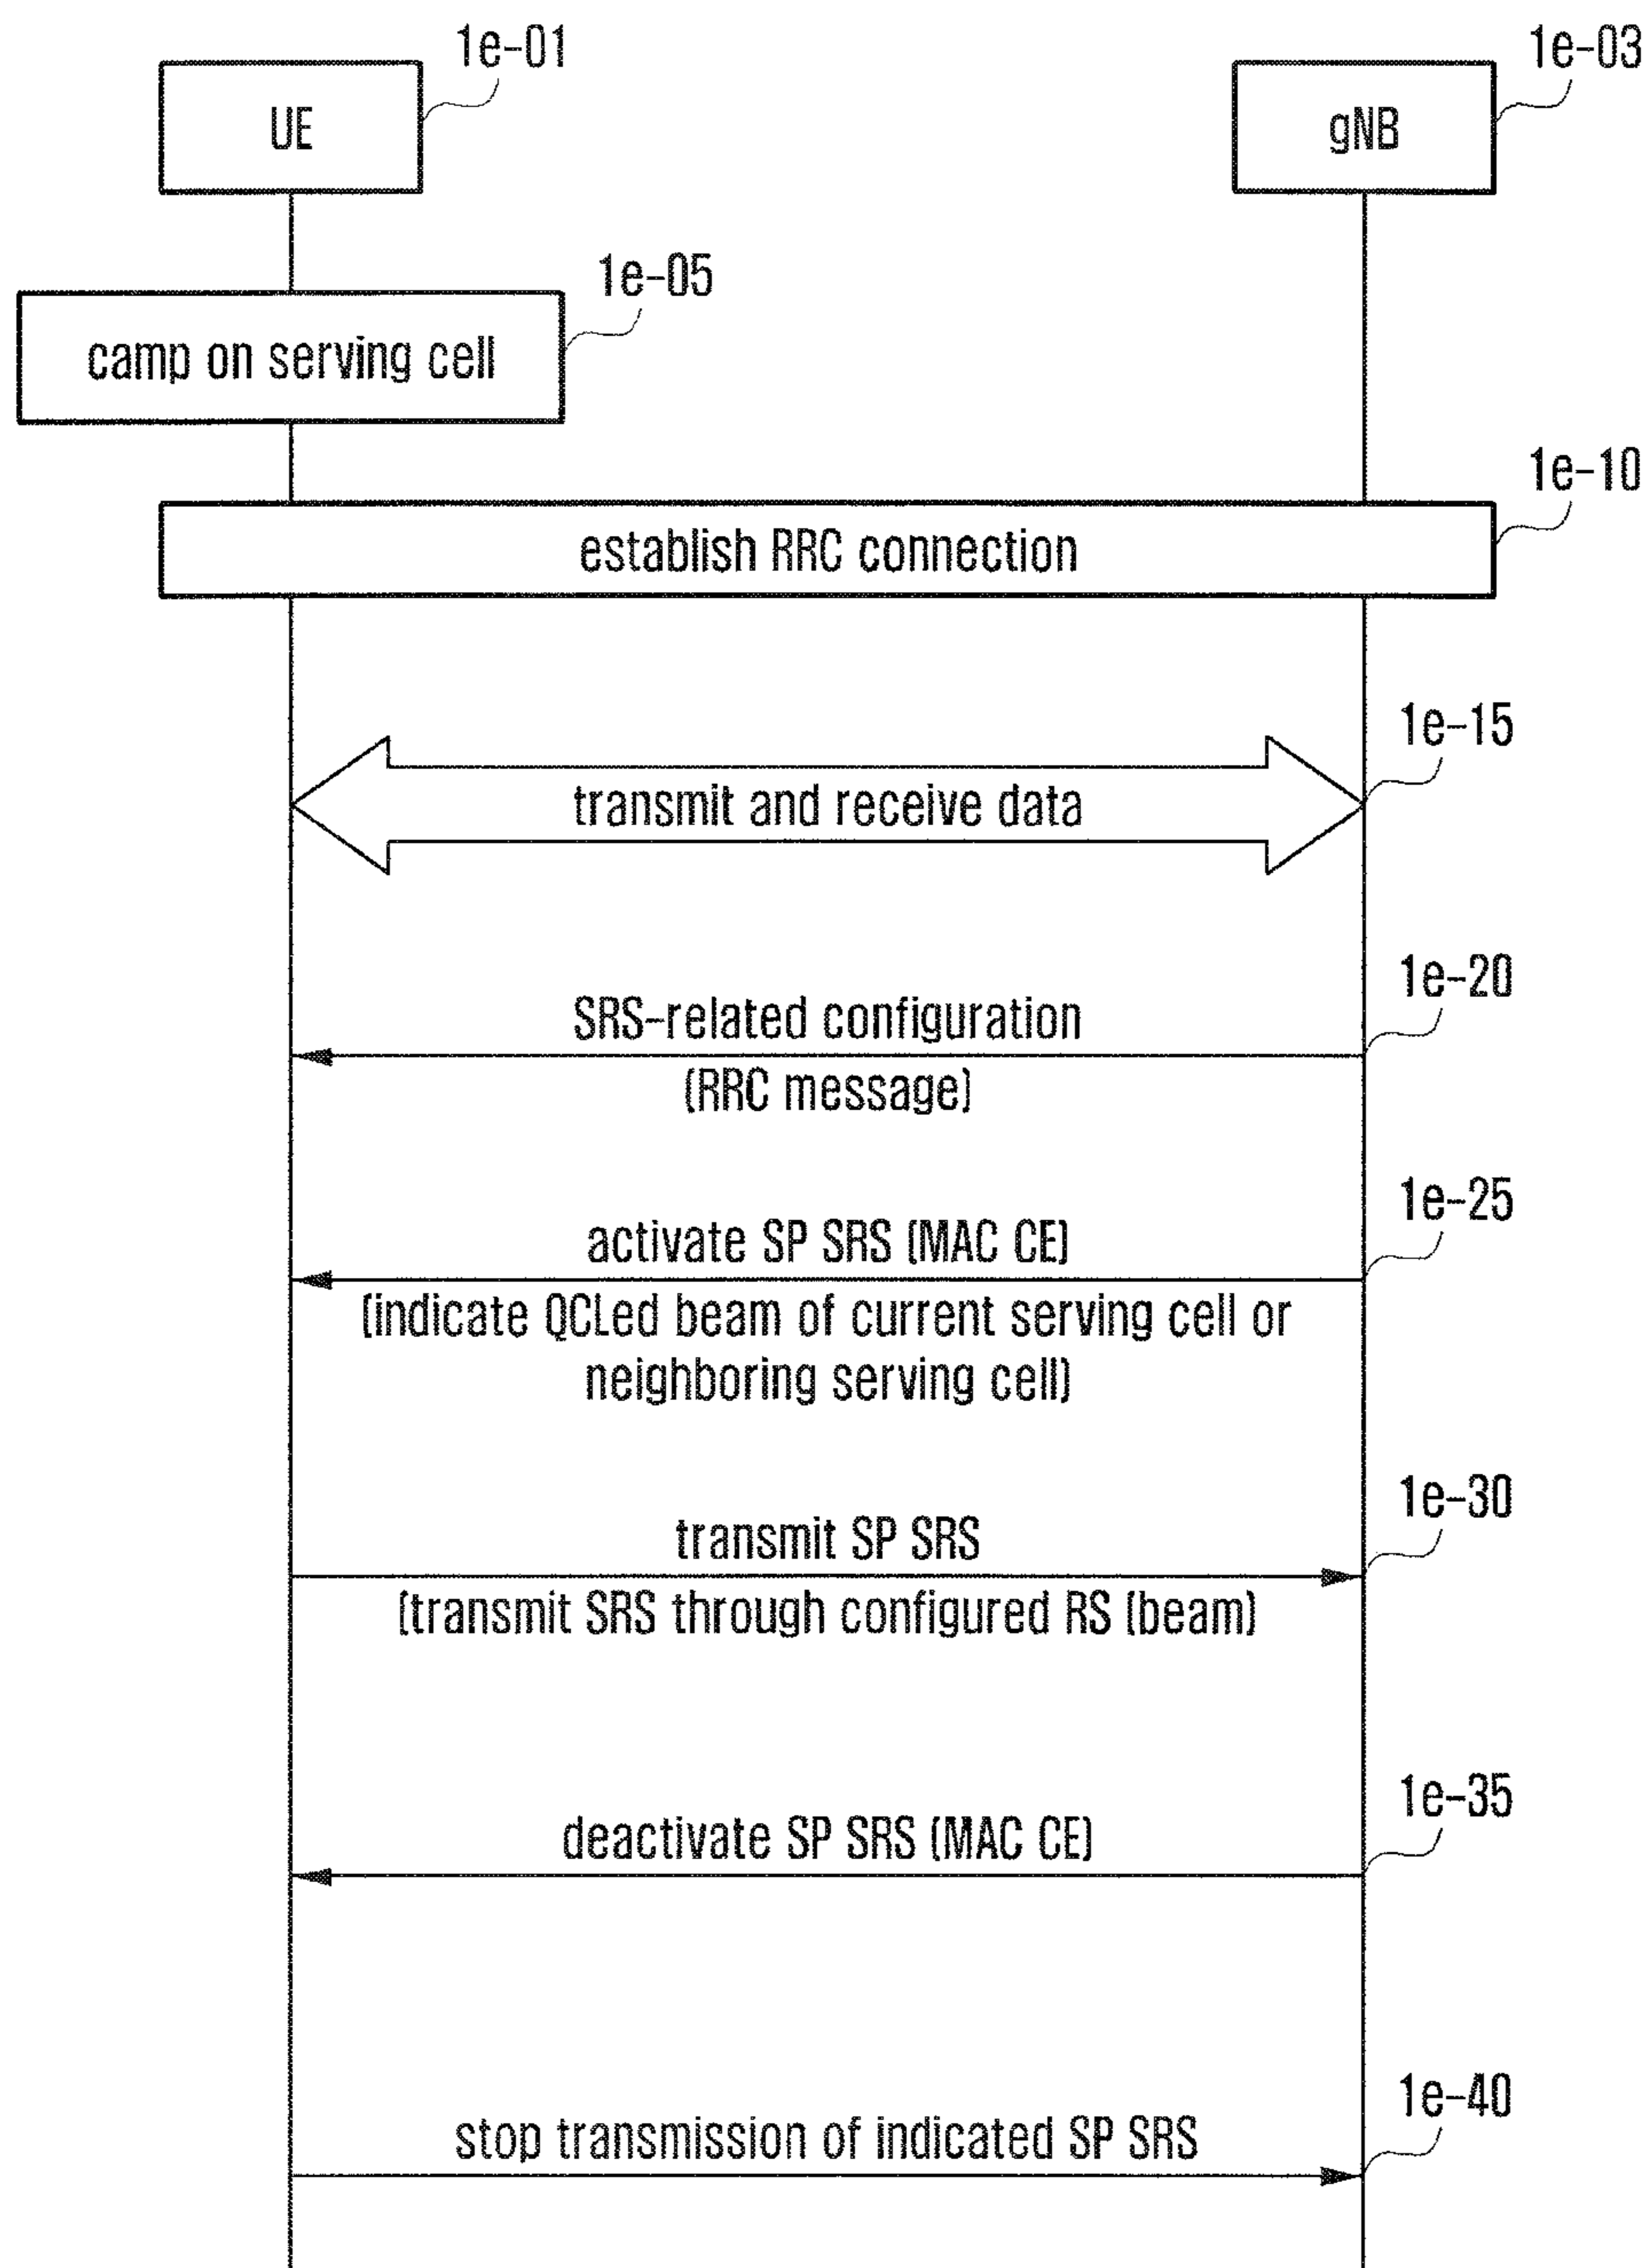 1e-01
1e-03
UE
gNB
1e-05
camp on serving cell
1e-10
establish RRC connection
1e-15
transmit and receive data
1e-20
SRS-related configuration
(RRC message)
1e-25
activate SP SRS (MAC CE)
(indicate QCLed beam of current serving cell or
neighboring serving cell)
1e-30
transmit SP SRS
(transmit SRS through configured RS (beam)
1e-35
deactivate SP SRS (MAC CE)
1e-40
stop transmission of indicated SP SRS